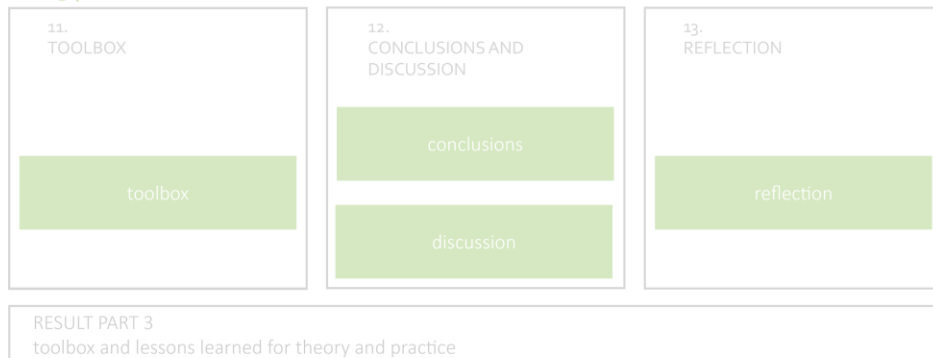 11.
TOOLBOX
toolbox
12.
CONCLUSIONS AND
DISCUSSION
conclusions
discussion
13.
REFLECTION
reflection
RESULT PART 3
toolbox and lessons learned for theory and practice